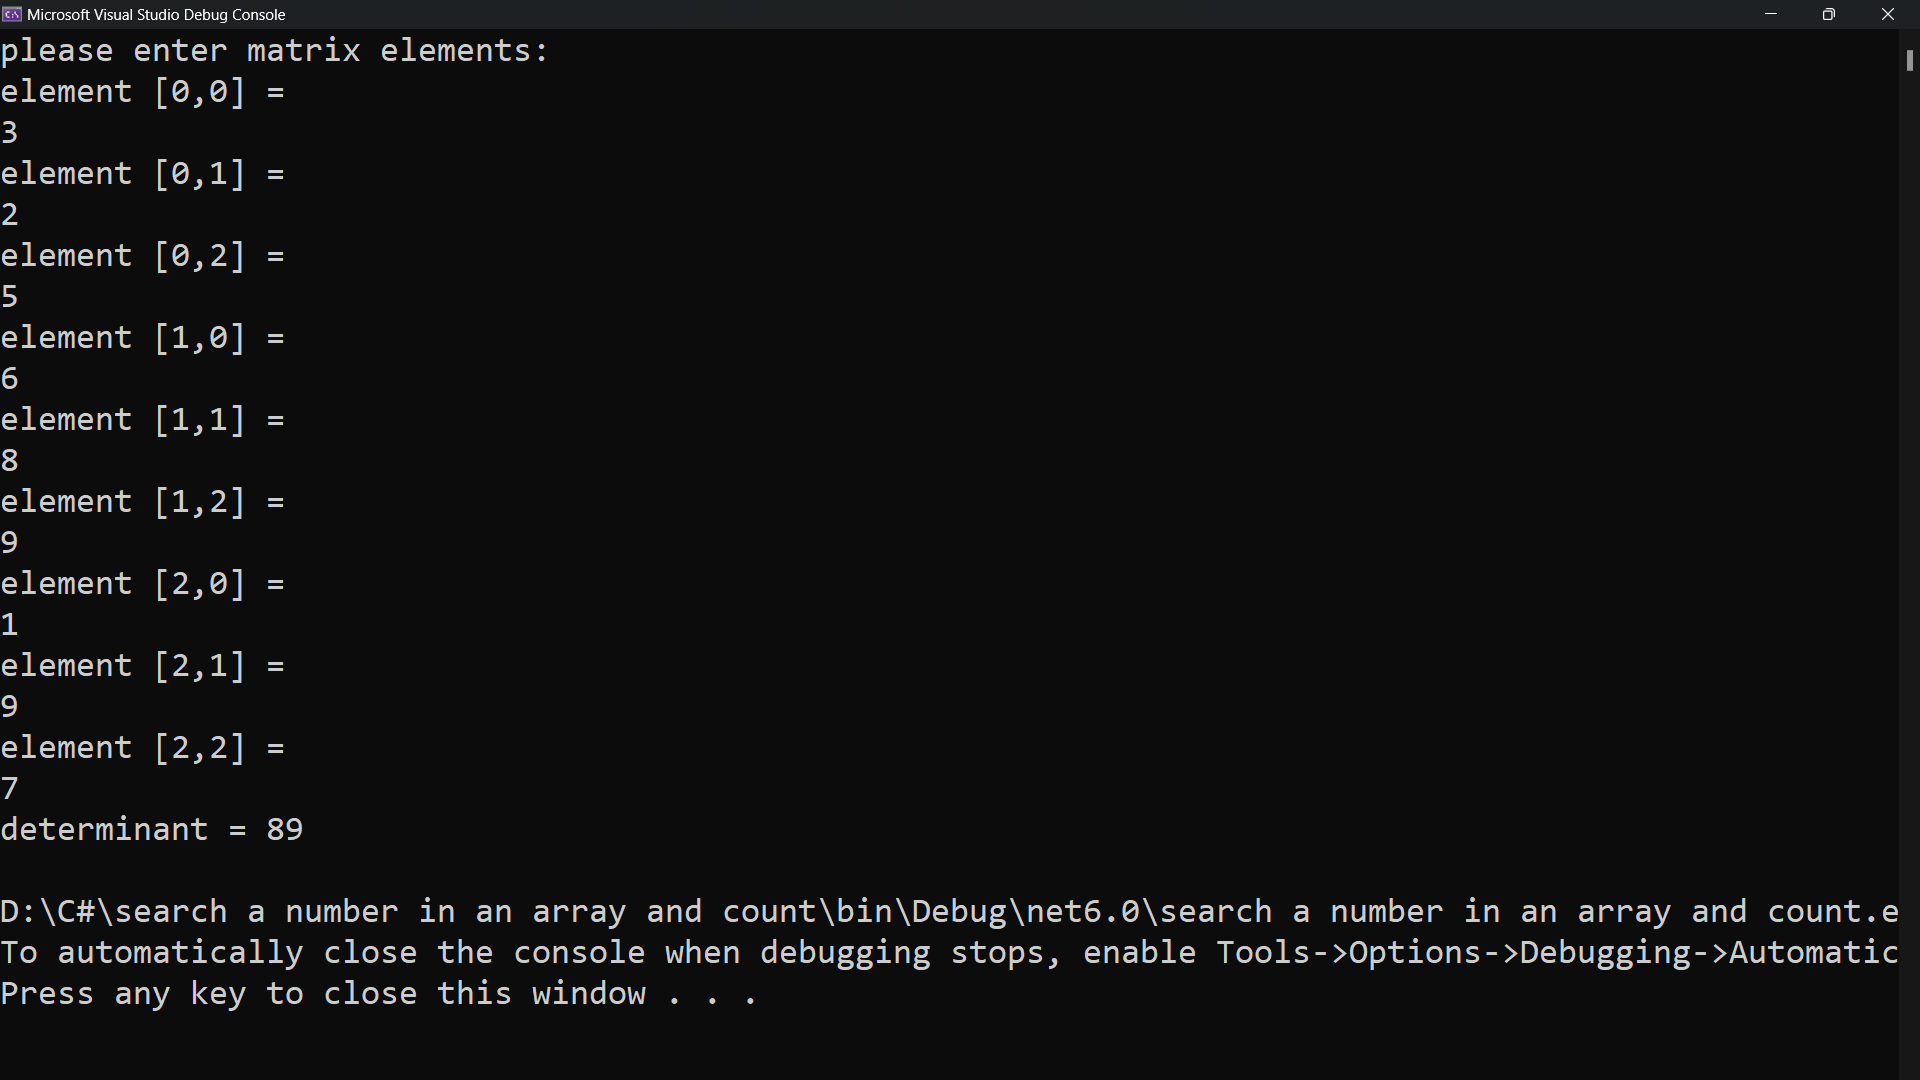 Microsoft Visual Studio Debug Console
please enter matrix elements:
element [0,0] =
3
element [0,1] =
2
element [0,2] =
5
element [1,0] =
6
element [1,1] =
8
element [1,2] =
9
element [2,0] =
1
element [2,1] =
9
element [2,2] =
7
determinant = 89
D:\C#\search a number in an array and count\bin\Debug\net6.0\search a number in an array and count.e
To automatically close the console when debugging stops, enable Tools->Options->Debugging->Automatic
Press any key to close this window . . .